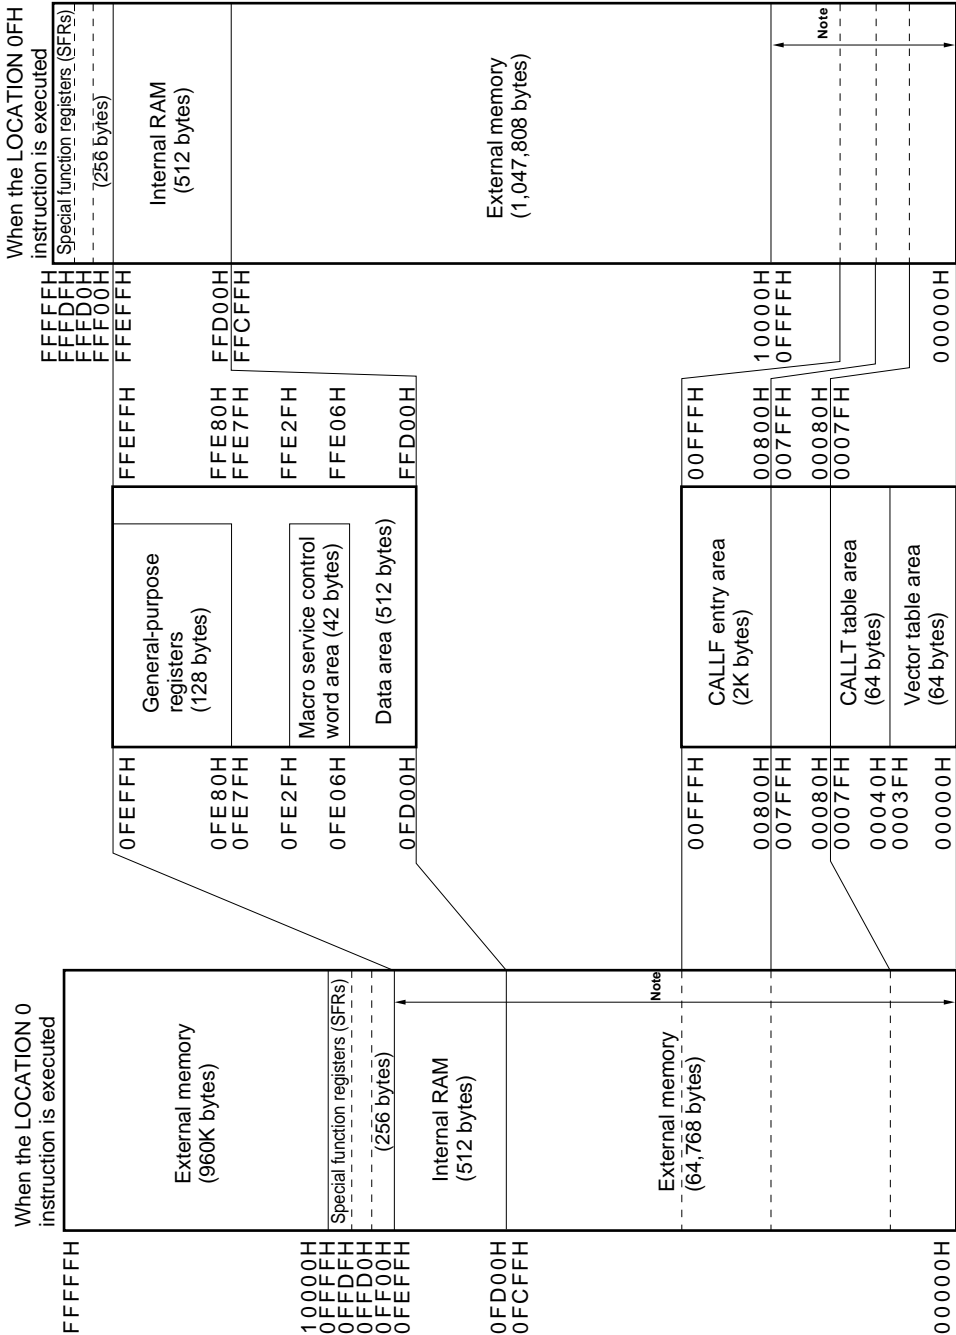 When the LOCATION 0
instruction is executed
FFFFFH
10000H
0FFFFH
0FFDFH
0FFD0H
0FF00H
0FEFFH
0FD00H
0FCFFH
00000H
External memory
(960K bytes)
Special function registers (SFRs)
(256 bytes)
Internal RAM
(512 bytes)
External memory
(64,768 bytes)
Note
0FEFFH
0FE80H
0FE7FH
0FE2FH
0FE06H
0FD00H
00FFFH
00800H
007FFH
00080H
0007FH
00040H
0003FH
00000H
General-purpose
registers
(128 bytes)
Macro service control
word area (42 bytes)
Data area (512 bytes)
CALLF entry area
(2K bytes)
CALLT table area
(64 bytes)
Vector table area
(64 bytes)
FFEFFH
FFE80H
FFE7FH
FFE2FH
FFE06H
FFD00H
00FFFH
00800H
007FFH
00080H
0007FH
When the LOCATION 0FH
instruction is executed
FFFFFH
FFFDFH
FFFD0H
FFF00H
FFEFFH
FFD00H
FFCFFH
10000H
0FFFFH
00000H
Special function registers (SFRs)
(256 bytes)
Internal RAM
(512 bytes)
External memory
(1,047,808 bytes)
Note